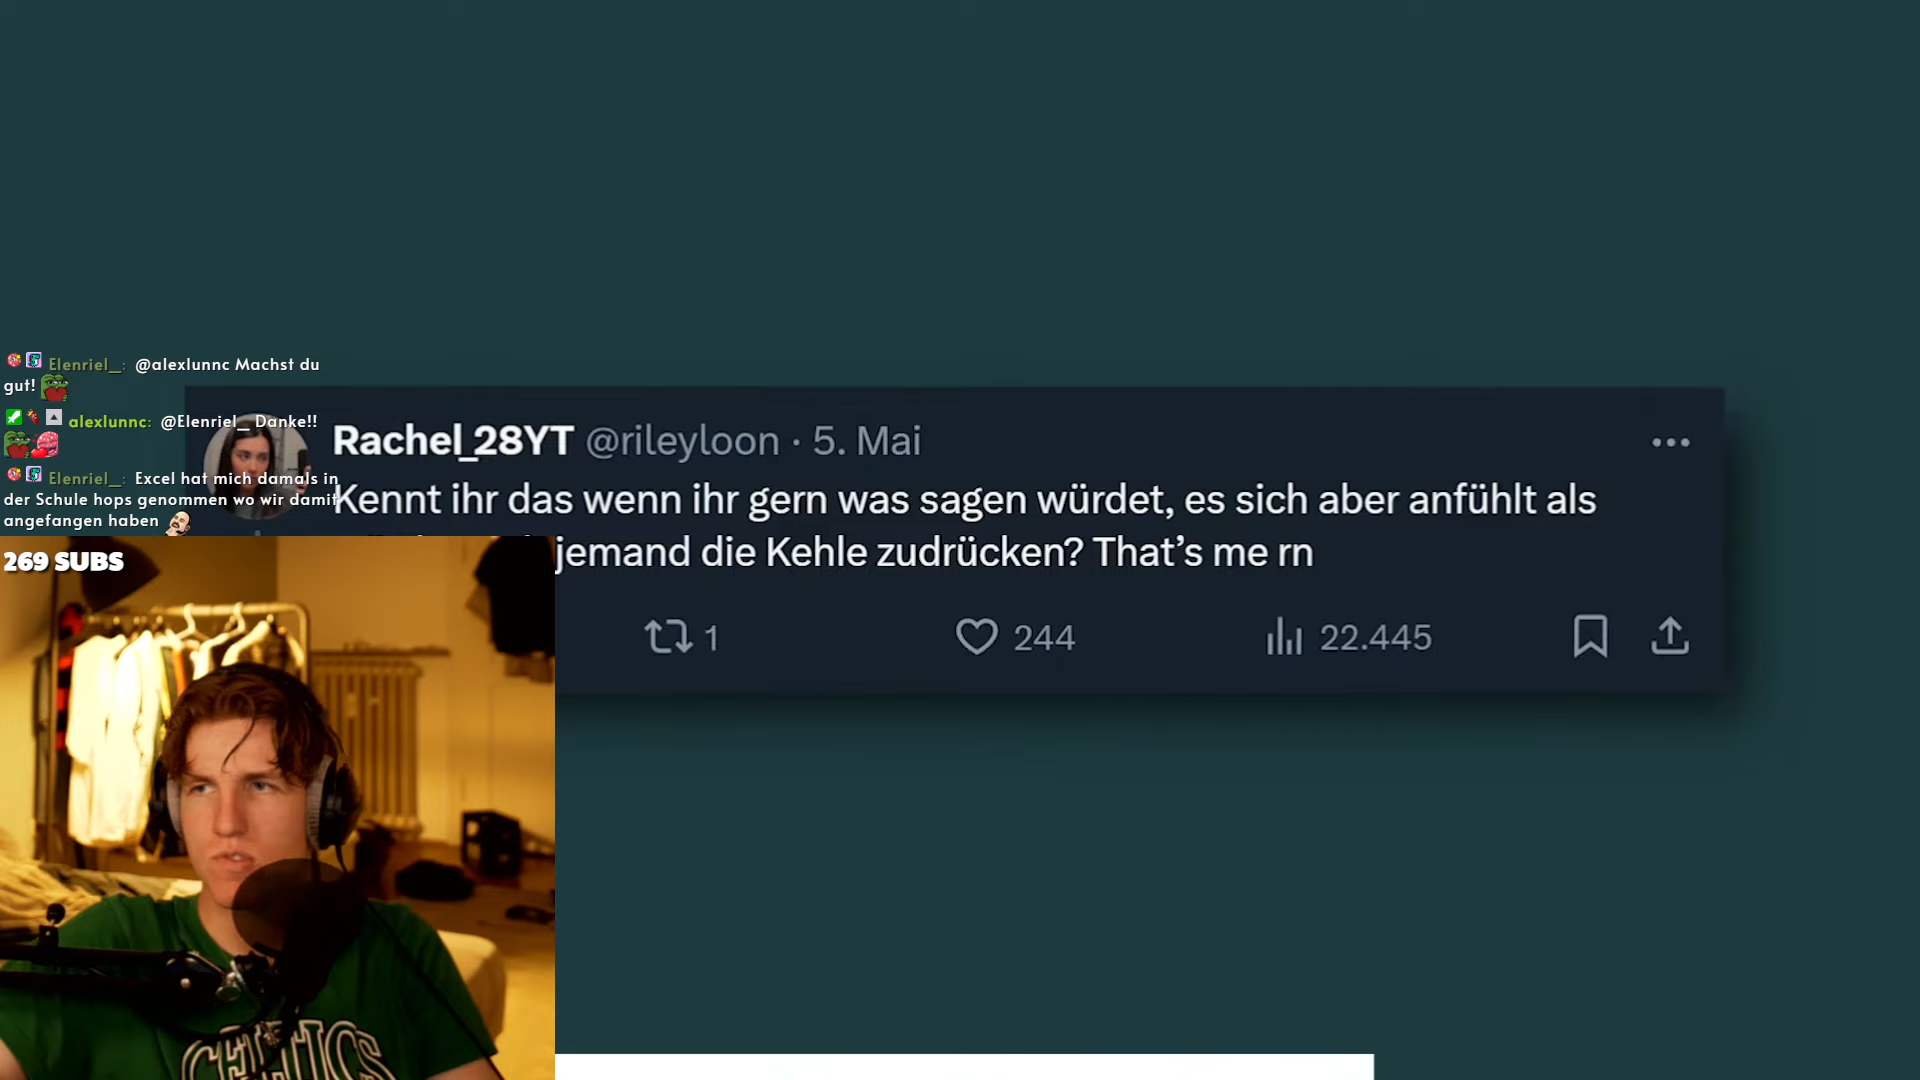 Elenriel_: @alexlunnc Machst du
gut!
alexlunnc: @Elenriel_ Danke!!
Elenriel_: Excel hat mich damals in
der Schule hops genommen wo wir damit
angefangen haben
269 SUBS
Rachel_28YT @rileyloon · 5. Mai
Kennt ihr das wenn ihr gern was sagen würdet, es sich aber anfühlt als
jemand die Kehle zudrücken? That’s me rn
1 244 22.445
CELTICS